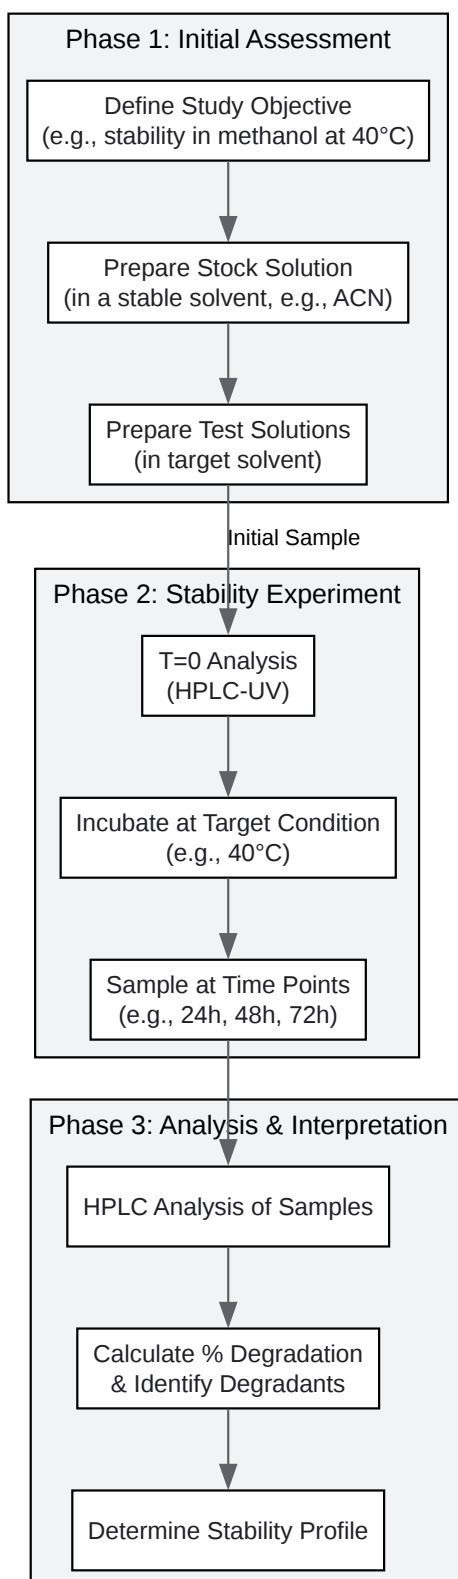 Phase 1: Initial Assessment
Define Study Objective
(e.g., stability in methanol at 40°C)
Prepare Stock Solution
(in a stable solvent, e.g., ACN)
Prepare Test Solutions
(in target solvent)
Initial Sample
Phase 2: Stability Experiment
T=0 Analysis
(HPLC-UV)
Incubate at Target Condition
(e.g., 40°C)
Sample at Time Points
(e.g., 24h, 48h, 72h)
Phase 3: Analysis & Interpretation
HPLC Analysis of Samples
Calculate % Degradation
& Identify Degradants
Determine Stability Profile